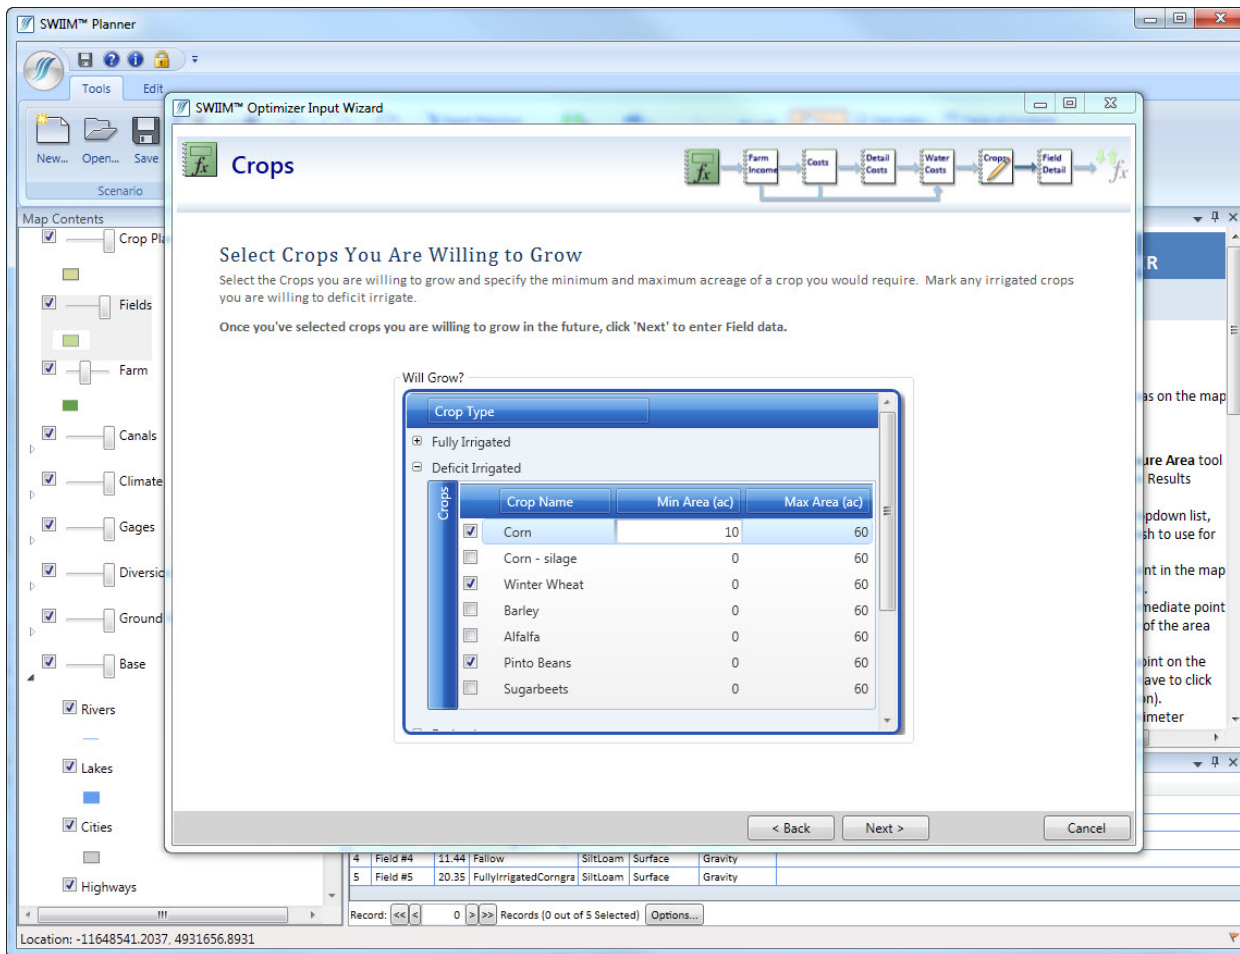 SWIIM™ Planner
Tools Edit
New... Open... Save
Scenario
Map Contents
Crop Pla
Fields
Farm
Canals
Climate
Gages
Diversio
Ground
Base
Rivers
Lakes
Cities
Highways
SWIIM™ Optimizer Input Wizard
fx Crops
fx Farm Income Costs Detail Costs Water Costs Crops Field Detail fx
Select Crops You Are Willing to Grow
Select the Crops you are willing to grow and specify the minimum and maximum acreage of a crop you would require. Mark any irrigated crops
you are willing to deficit irrigate.
Once you've selected crops you are willing to grow in the future, click 'Next' to enter Field data.
Will Grow?
Crop Type
Fully Irrigated
Deficit Irrigated
Crops
Crop Name Min Area (ac) Max Area (ac)
Corn 10 60
Corn - silage 0 60
Winter Wheat 0 60
Barley 0 60
Alfalfa 0 60
Pinto Beans 0 60
Sugarbeets 0 60
< Back Next > Cancel
R
as on the map
ure Area tool
Results
pdown list,
sh to use for
nt in the map
.
mediate point
of the area
oint on the
ave to click
on).
imeter
4 Field #4 11.44 Fallow SiltLoam Surface Gravity
5 Field #5 20.35 FullyIrrigatedCorngra SiltLoam Surface Gravity
Record: << < 0 > >> Records (0 out of 5 Selected) Options...
Location: -11648541.2037, 4931656.8931